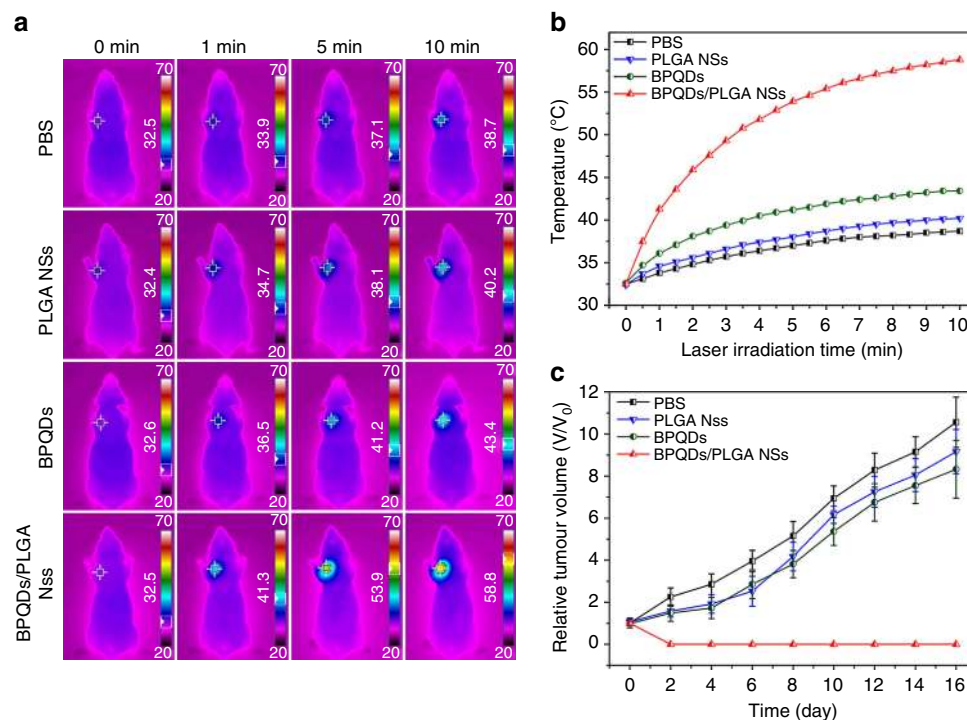 a
0 min 1 min 5 min 10 min
PBS
70 70 70 70
32.5 33.9 37.1 38.7
20 20 20 20
PLGA NSs
70 70 70 70
32.4 34.7 38.1 40.2
20 20 20 20
BPQDs
70 70 70 70
32.6 36.5 41.2 43.4
20 20 20 20
BPQDs/PLGA
Nss
70 70 70 70
32.5 41.3 53.9 58.8
20 20 20 20
b
PBS
PLGA NSs
BPQDs
BPQDs/PLGA NSs
Temperature (°C)
60
55
50
45
40
35
30
0 1 2 3 4 5 6 7 8 9 10
Laser irradiation time (min)
c
PBS
PLGA Nss
BPQDs
BPQDs/PLGA NSs
Relative tumour volume (V/V0)
12
10
8
6
4
2
0
0 2 4 6 8 10 12 14 16
Time (day)